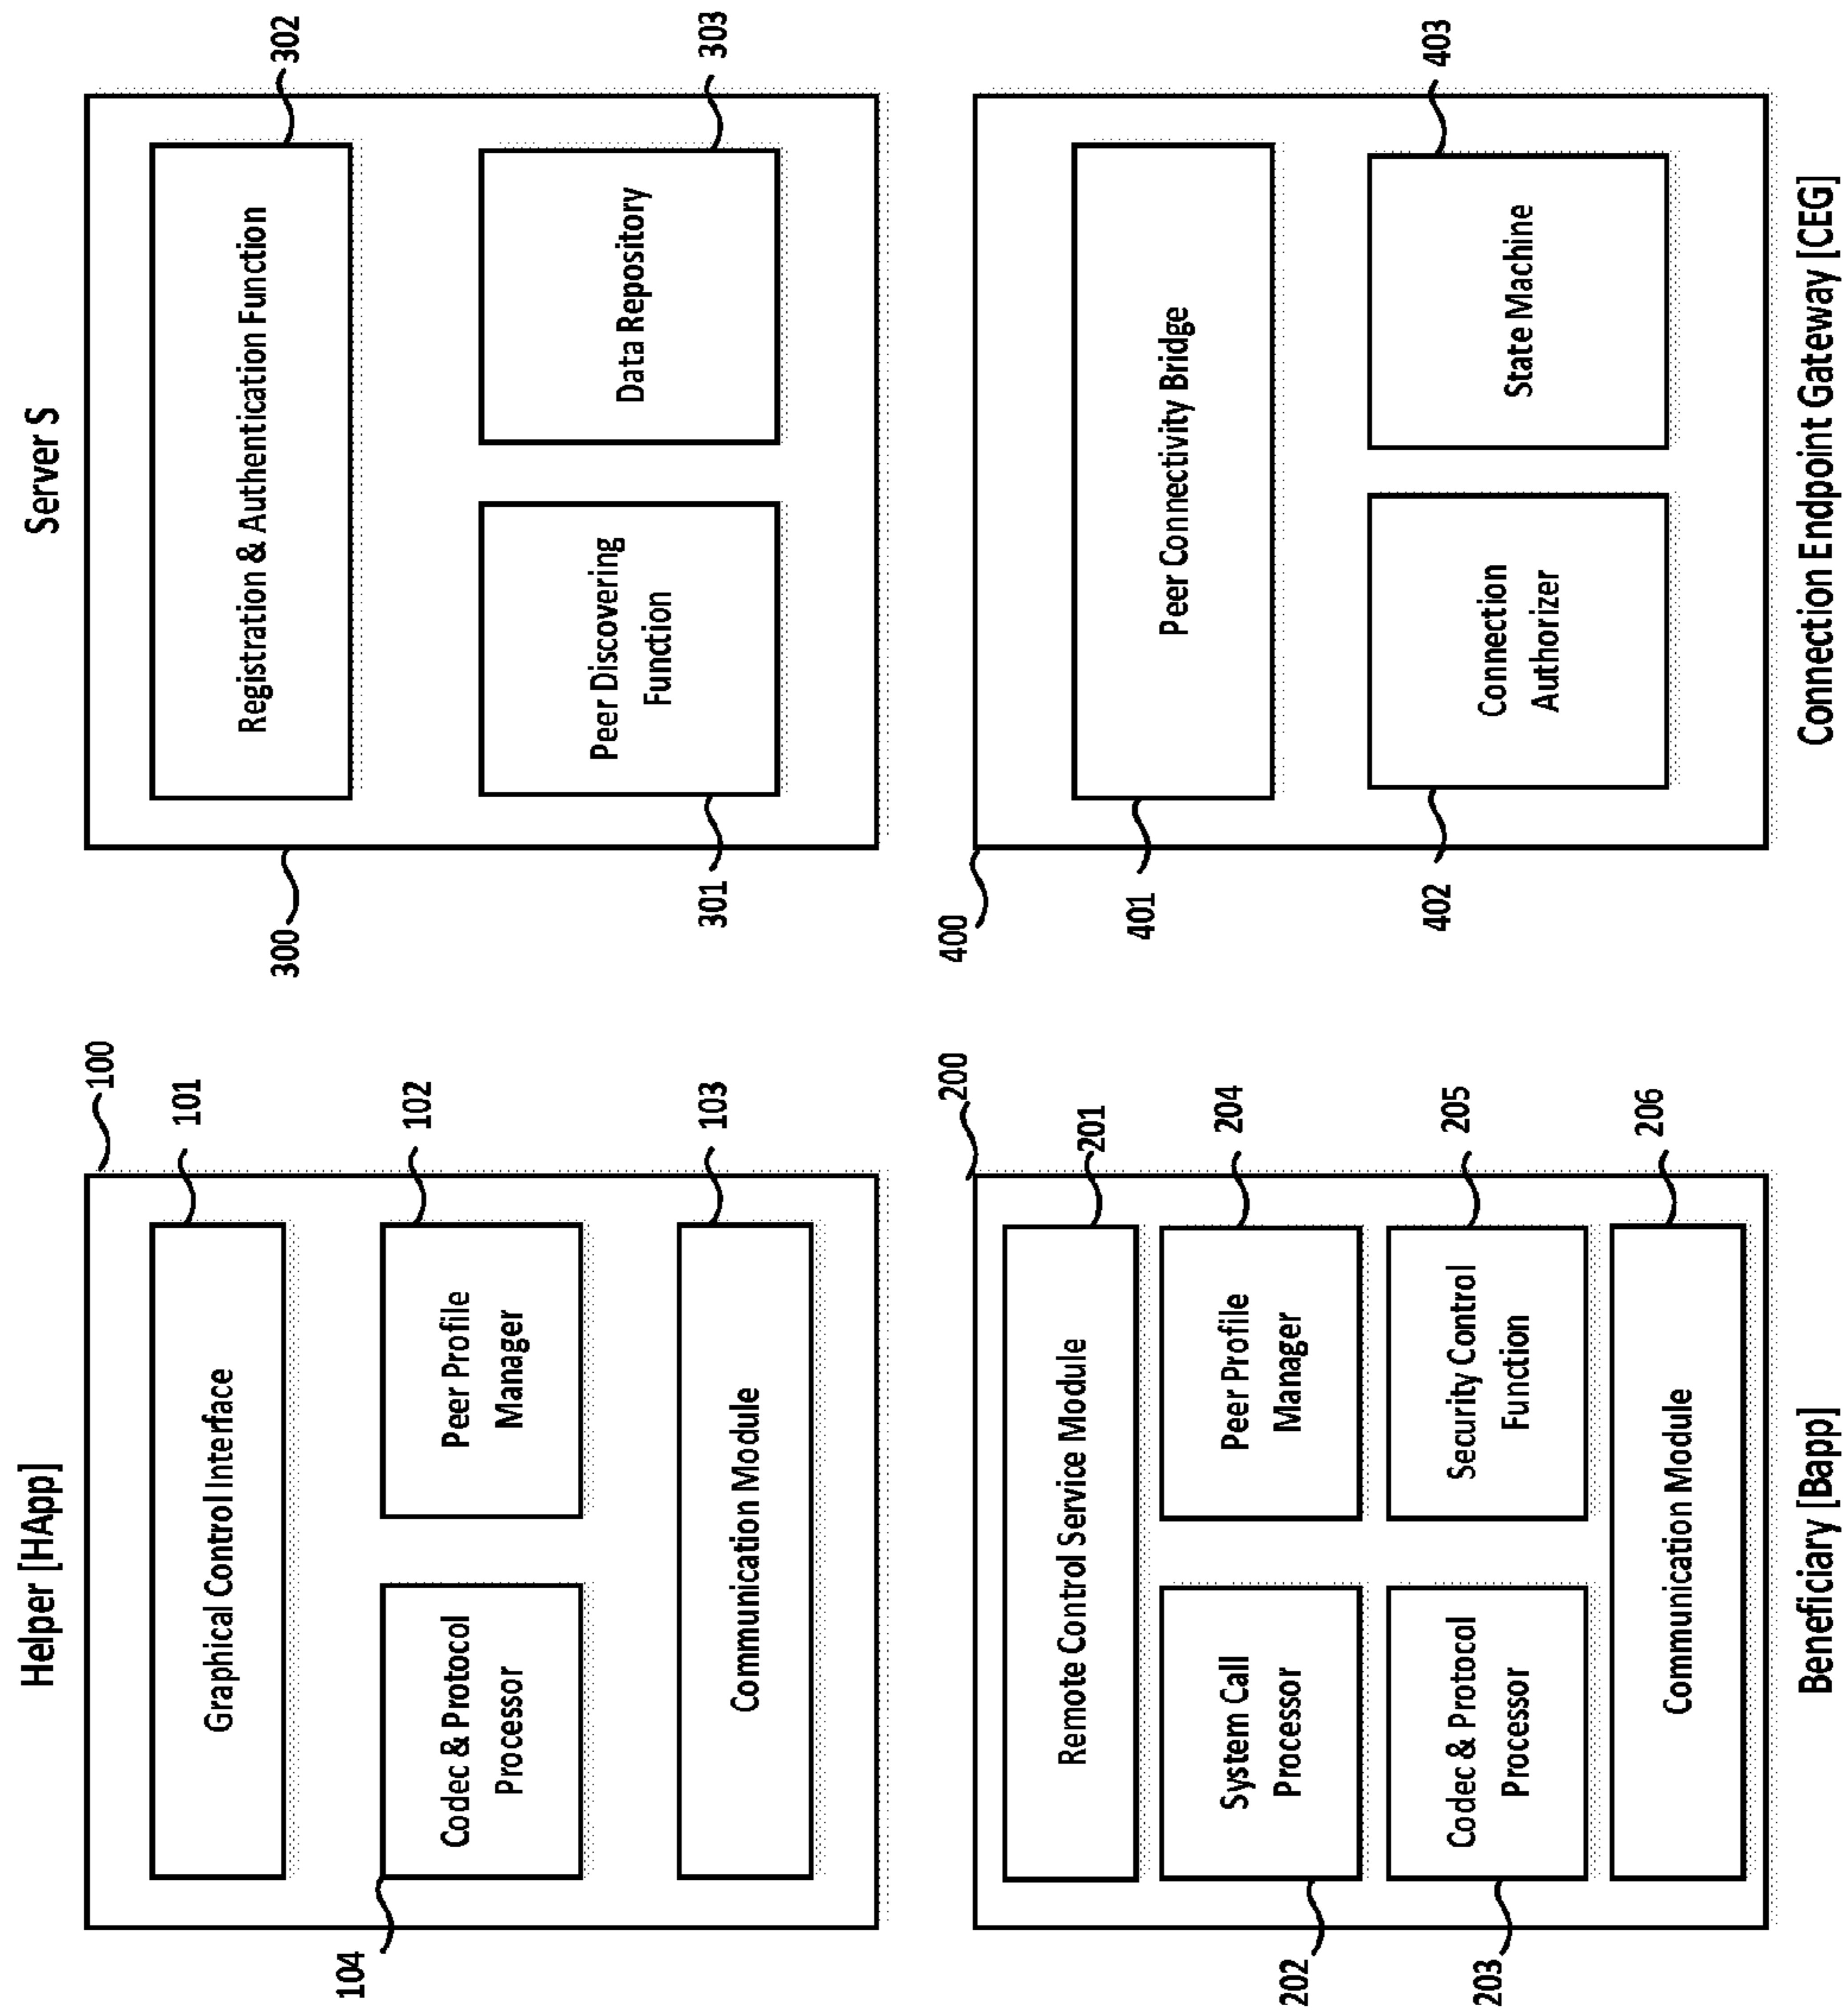 Helper [HApp]
100
Graphical Control Interface
101
Codec & Protocol
Processor
104
Peer Profile
Manager
102
Communication Module
103
Server S
300
Registration & Authentication Function
302
Peer Discovering
Function
301
Data Repository
303
200
Remote Control Service Module
201
System Call
Processor
202
Peer Profile
Manager
204
Codec & Protocol
Processor
203
Security Control
Function
205
Communication Module
206
Beneficiary [Bapp]
400
Peer Connectivity Bridge
401
Connection
Authorizer
402
State Machine
403
Connection Endpoint Gateway [CEG]